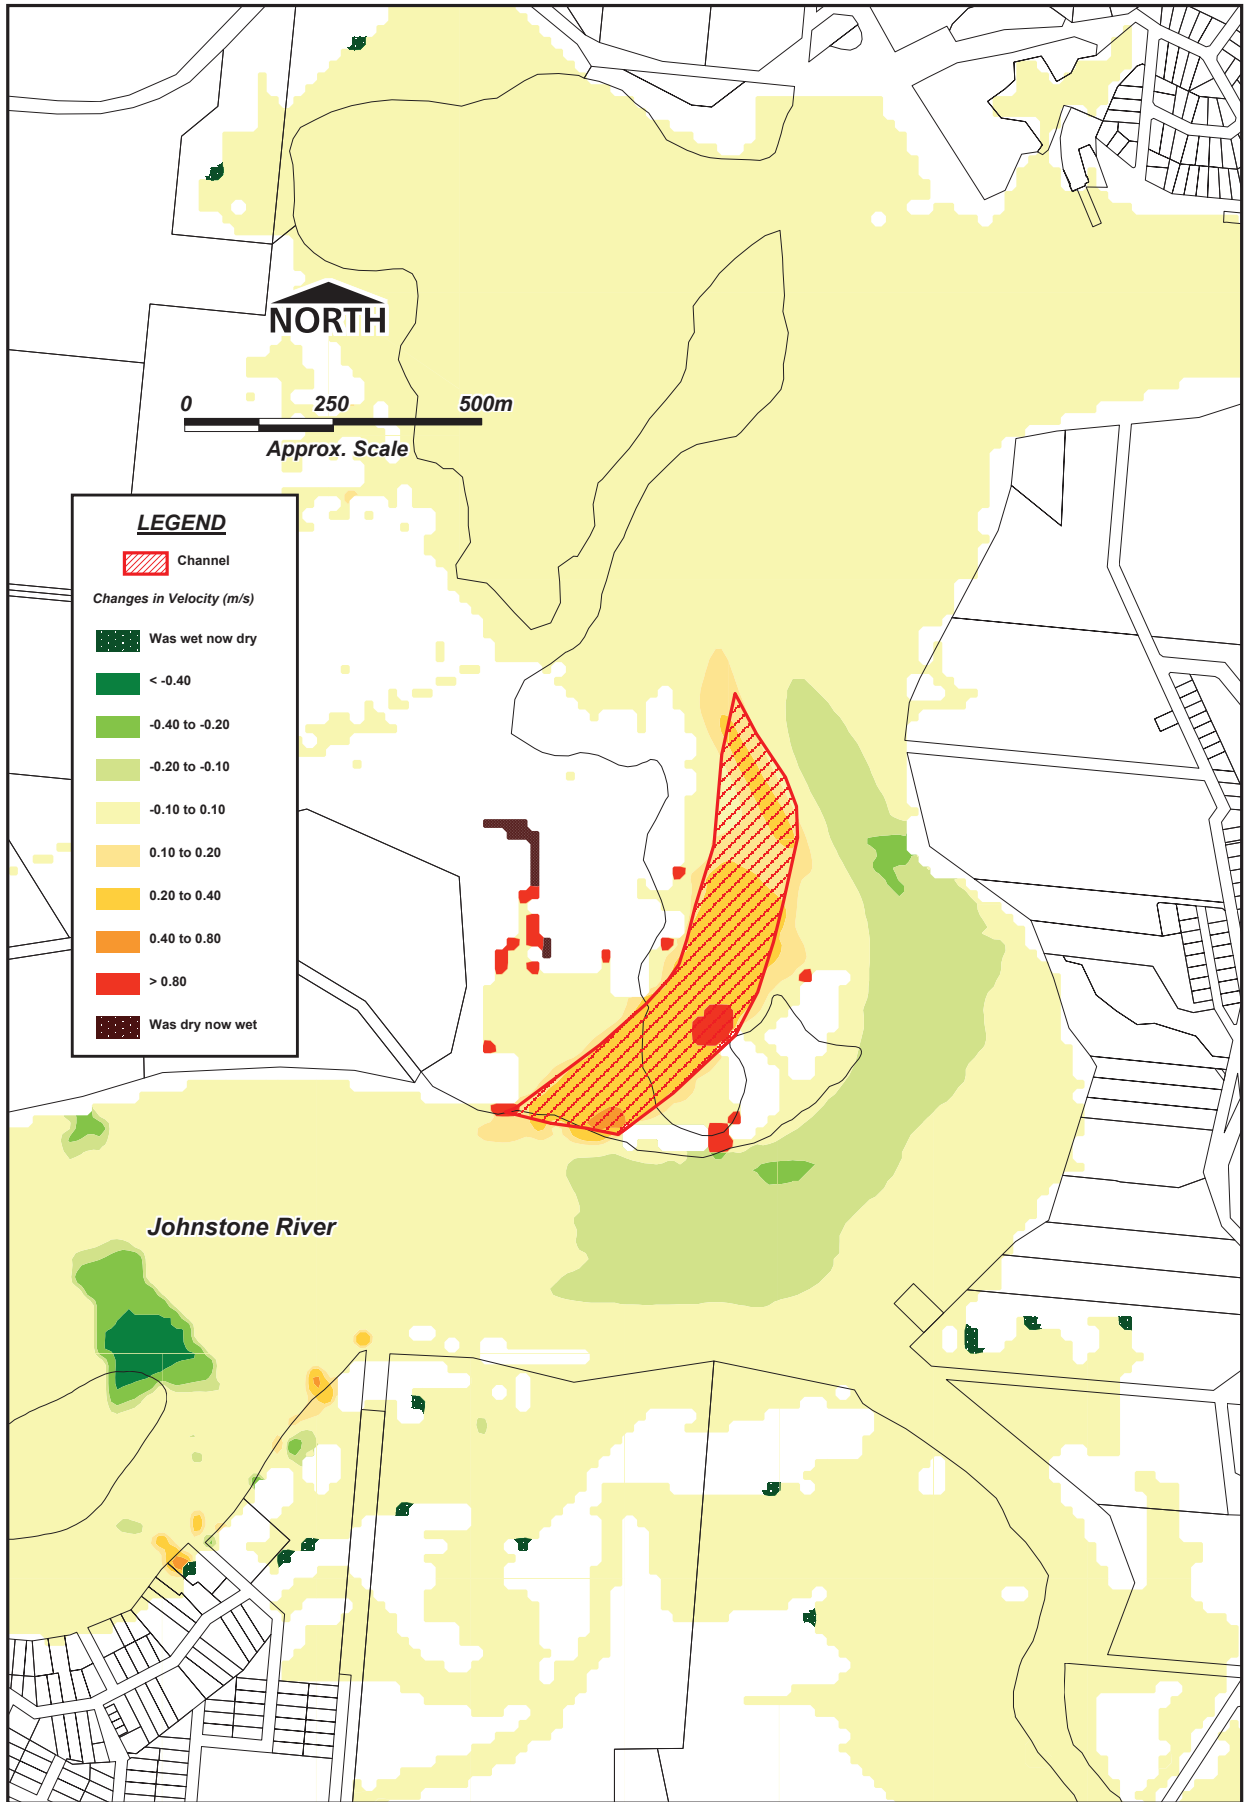 NORTH
0 250 500m
Approx. Scale
LEGEND
Channel
Changes in Velocity (m/s)
Was wet now dry
< -0.40
-0.40 to -0.20
-0.20 to -0.10
-0.10 to 0.10
0.10 to 0.20
0.20 to 0.40
0.40 to 0.80
> 0.80
Was dry now wet
Johnstone River